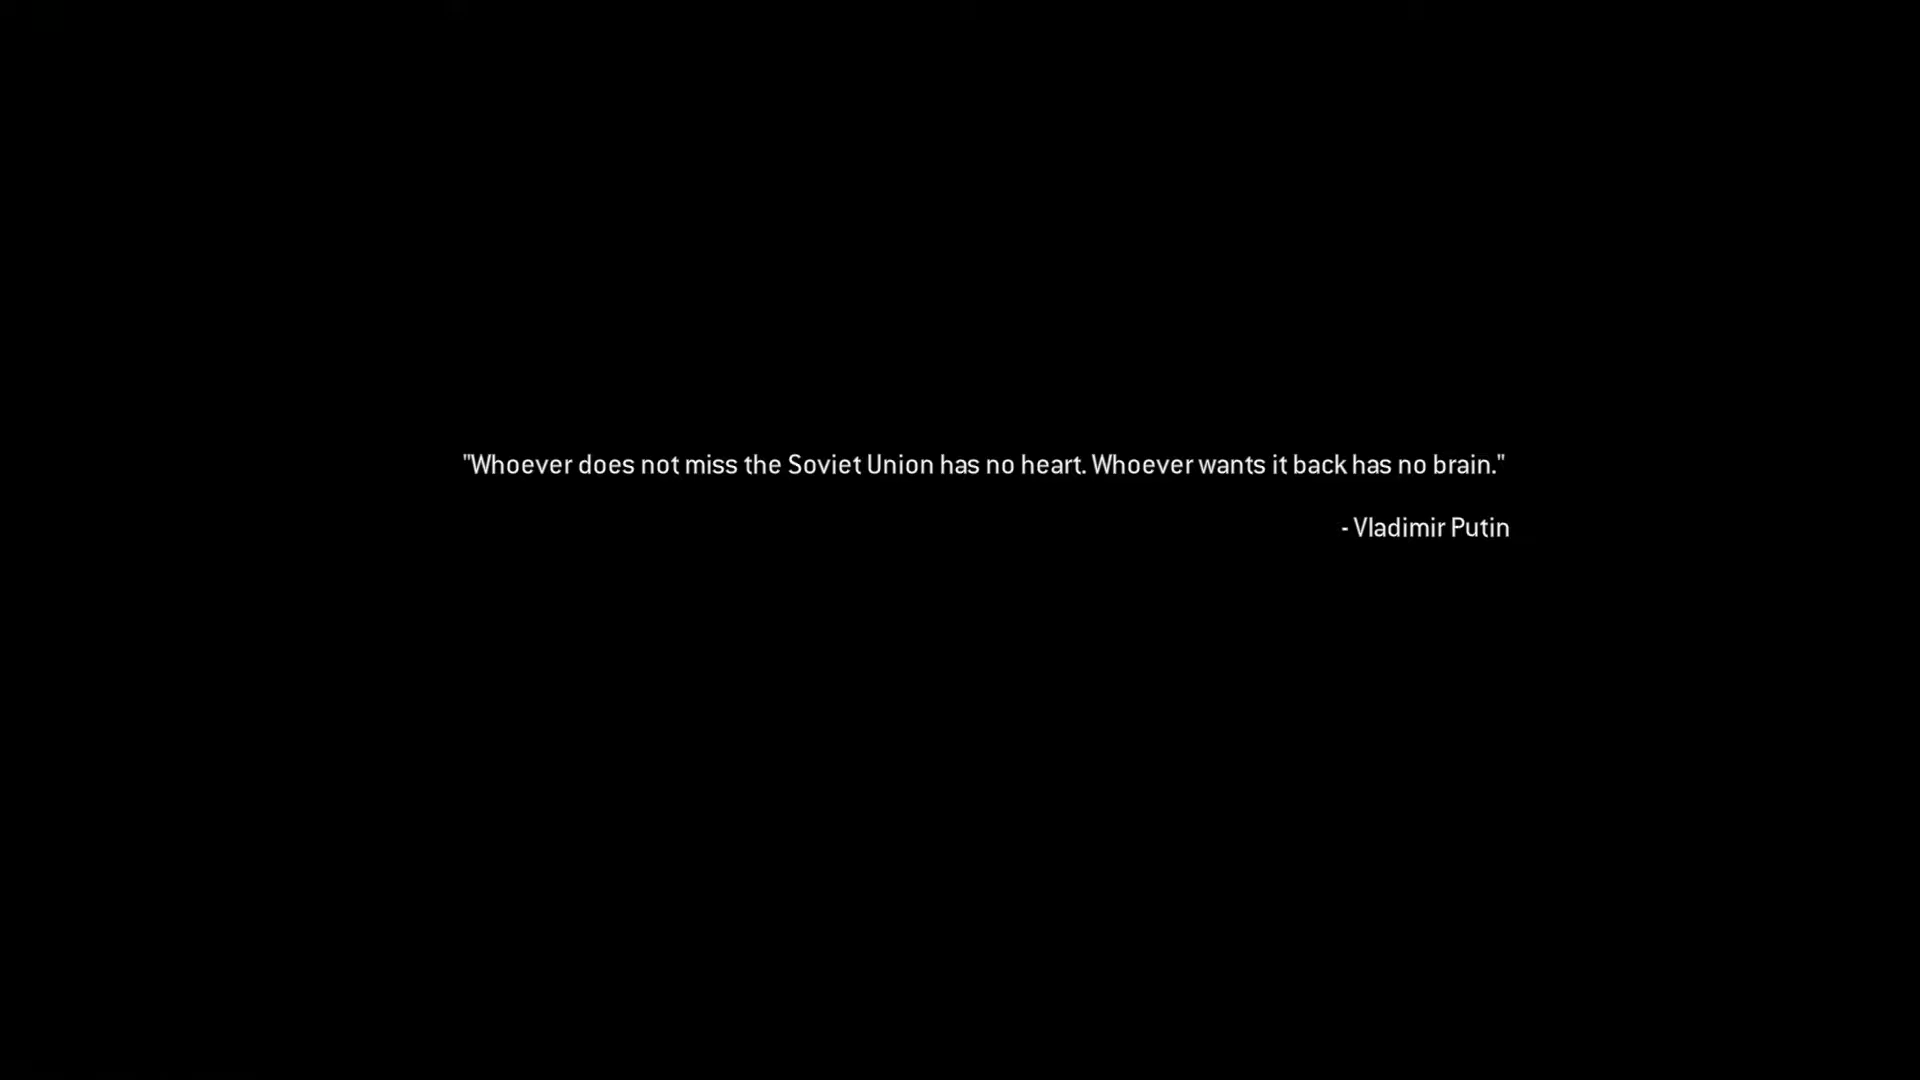 "Whoever does not miss the Soviet Union has no heart. Whoever wants it back has no brain."
- Vladimir Putin